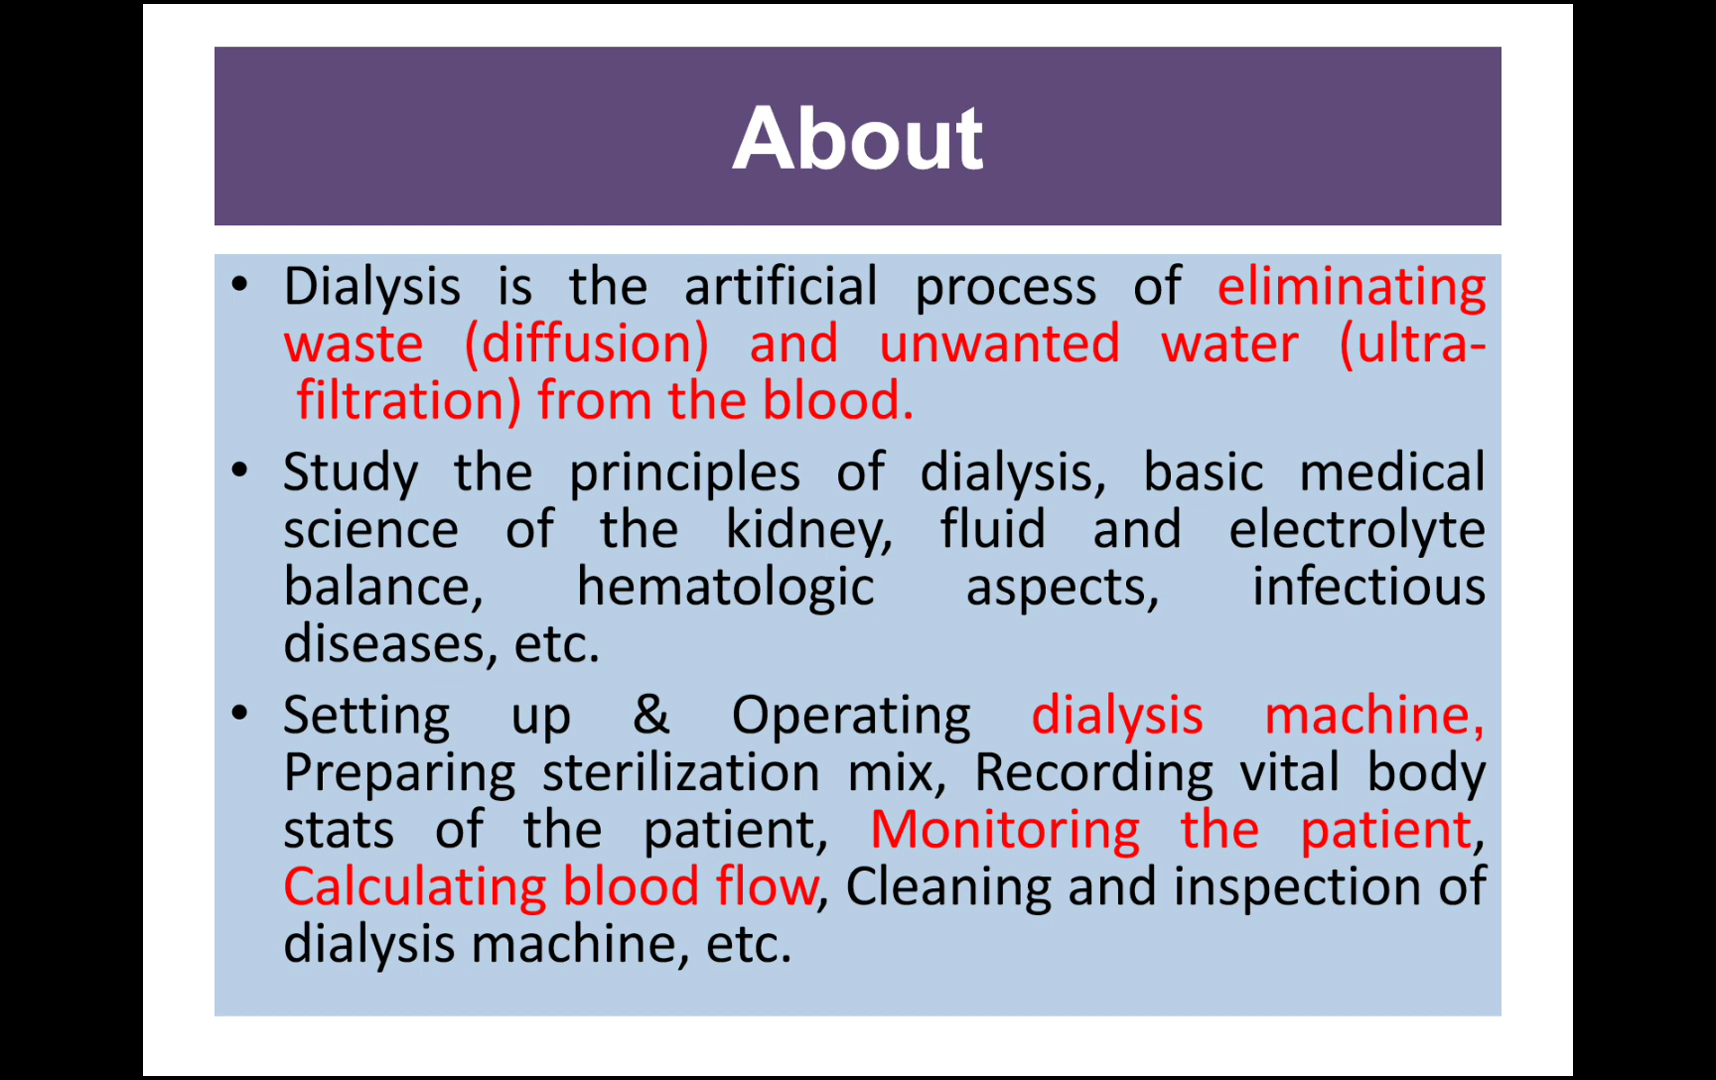 About
• Dialysis is the artificial process of eliminating
waste (diffusion) and unwanted water (ultra-
filtration) from the blood.
• Study the principles of dialysis, basic medical
science of the kidney, fluid and electrolyte
balance, hematologic aspects, infectious
diseases, etc.
• Setting up & Operating dialysis machine,
Preparing sterilization mix, Recording vital body
stats of the patient, Monitoring the patient,
Calculating blood flow, Cleaning and inspection of
dialysis machine, etc.